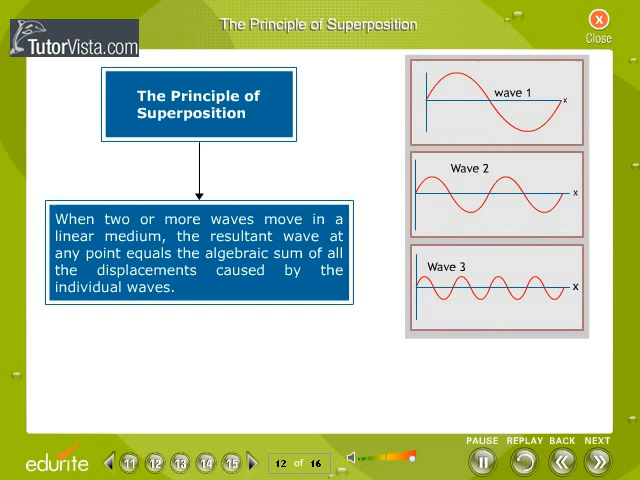 The Principle of Superposition
x
Close
TutorVista.com
The Principle of
Superposition
When two or more waves move in a
linear medium, the resultant wave at
any point equals the algebraic sum of all
the displacements caused by the
individual waves.
wave 1
x
Wave 2
x
Wave 3
x
PAUSE REPLAY BACK NEXT
edurite
11 12 13 14 15
12 of 16